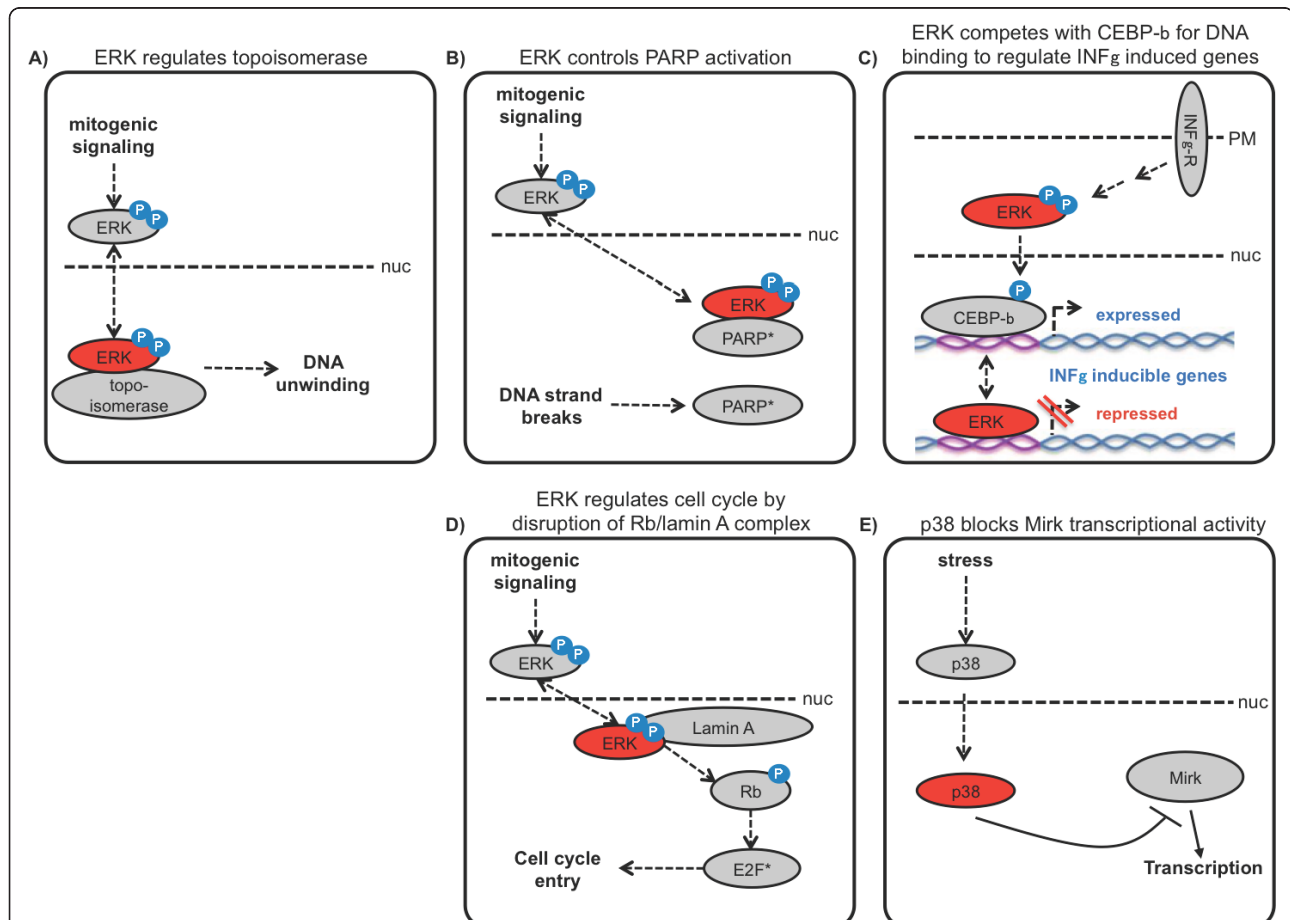 A)
ERK regulates topoisomerase
mitogenic
signaling
P
P
ERK
nuc
P
P
ERK
topo-
isomerase
DNA
unwinding
B)
ERK controls PARP activation
mitogenic
signaling
P
P
ERK
nuc
P
P
ERK
PARP*
DNA strand
breaks
PARP*
C)
ERK competes with CEBP-b for DNA
binding to regulate INFg induced genes
INFg-R
PM
P
P
ERK
nuc
P
CEBP-b
expressed
INFg inducible genes
ERK
repressed
D)
ERK regulates cell cycle by
disruption of Rb/lamin A complex
mitogenic
signaling
P
P
ERK
nuc
P
P
Lamin A
ERK
P
Rb
Cell cycle
entry
E2F*
E)
p38 blocks Mirk transcriptional activity
stress
p38
nuc
p38
Mirk
Transcription